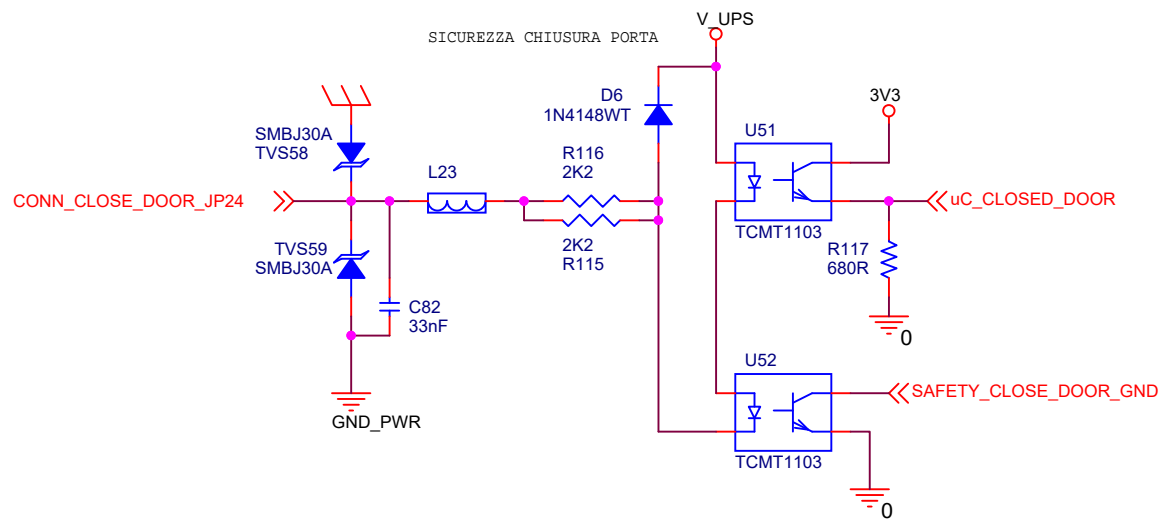 V_UPS
SICUREZZA CHIUSURA PORTA
D6
1N4148WT
3V3
SMBJ30A
TVS58
U51
R116
2K2
L23
CONN_CLOSE_DOOR_JP24
uC_CLOSED_DOOR
TCMT1103
2K2
R115
TVS59
SMBJ30A
R117
680R
C82
33nF
0
U52
SAFETY_CLOSE_DOOR_GND
GND_PWR
TCMT1103
0